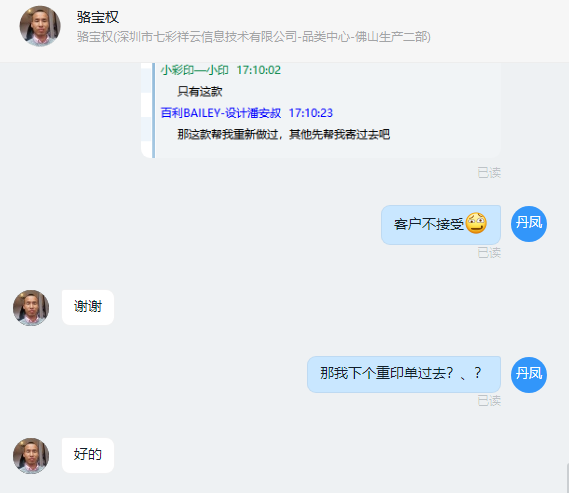 骆宝权
骆宝权(深圳市七彩祥云信息技术有限公司-品类中心-佛山生产二部)
小彩印—小印 17:10:02
只有这款
百利BAILEY-设计潘安叔 17:10:23
那这款帮我重新做过，其他先帮我寄过去吧
已读
客户不接受
丹凤
已读
谢谢
那我下个重印单过去？、？
丹凤
已读
好的